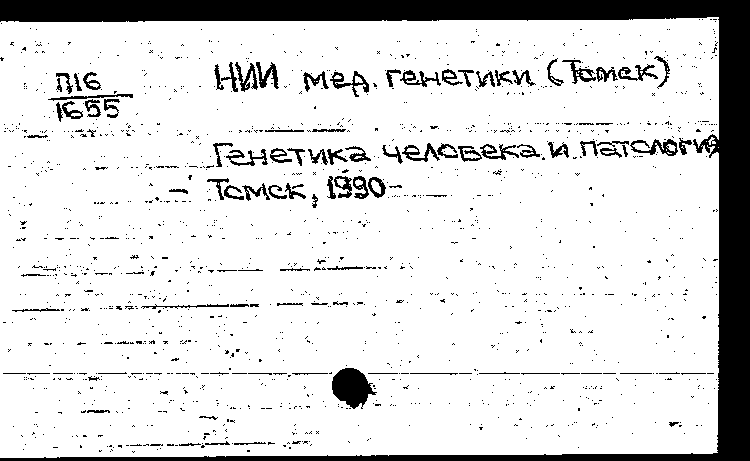 П16
1655
НИИ мед. генетики (Томск)
Генетика человека и патология
— Томск, 1990–